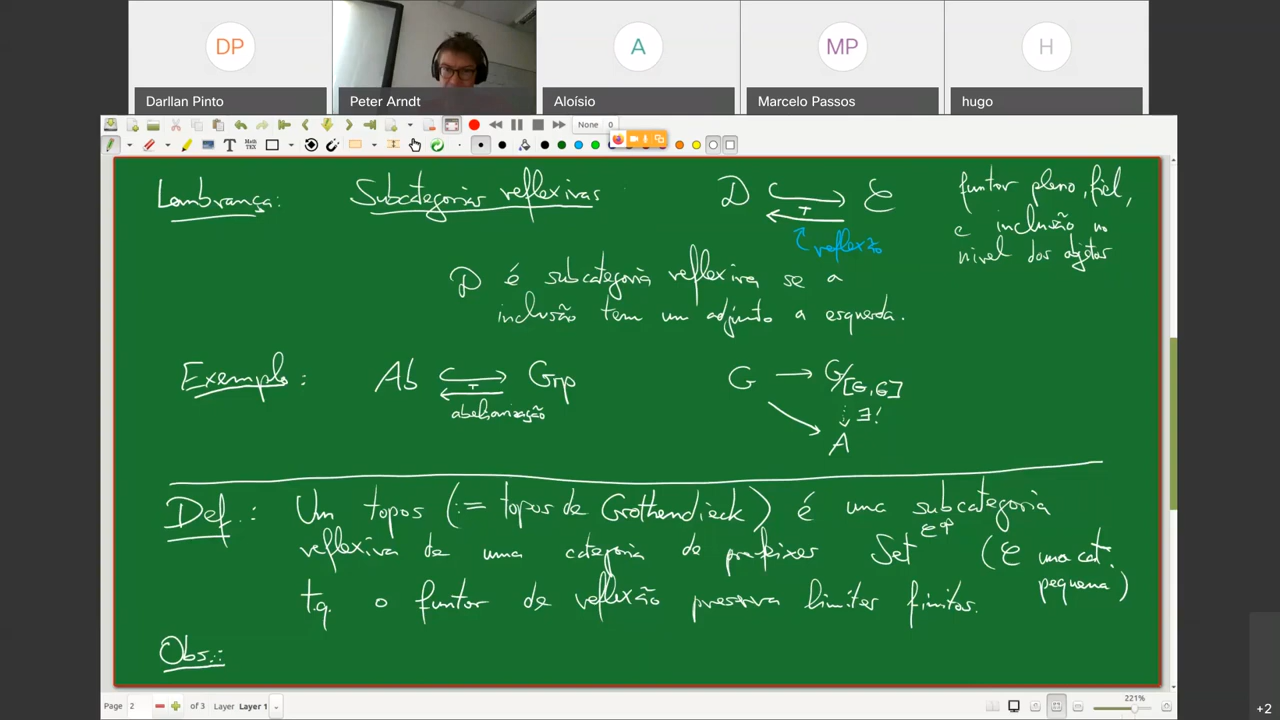 DP
A
MP
H
Darllan Pinto
Peter Arndt
Aloísio
Marcelo Passos
hugo
None 0
Lembrança: Subcategorias reflexivas D ⊤ C funtor pleno, fiel,
e inclusão no
nivel dos objetos
reflexão
D é subcategoria reflexiva se a
inclusão tem um adjunto a esquerda.
Exemplo: Ab ⊤ Grp G → G/[G,G]
abelianização ∃!
A
Def.: Um topos (:= topos de Grothendieck) é uma subcategoria
reflexiva de uma categoria de prefeixes Set^C^op (C uma cat.
pequena)
t.q. o funtor de reflexão preserva limites finitos.
Obs.:
Page 2 of 3 Layer Layer 1 221%
+2